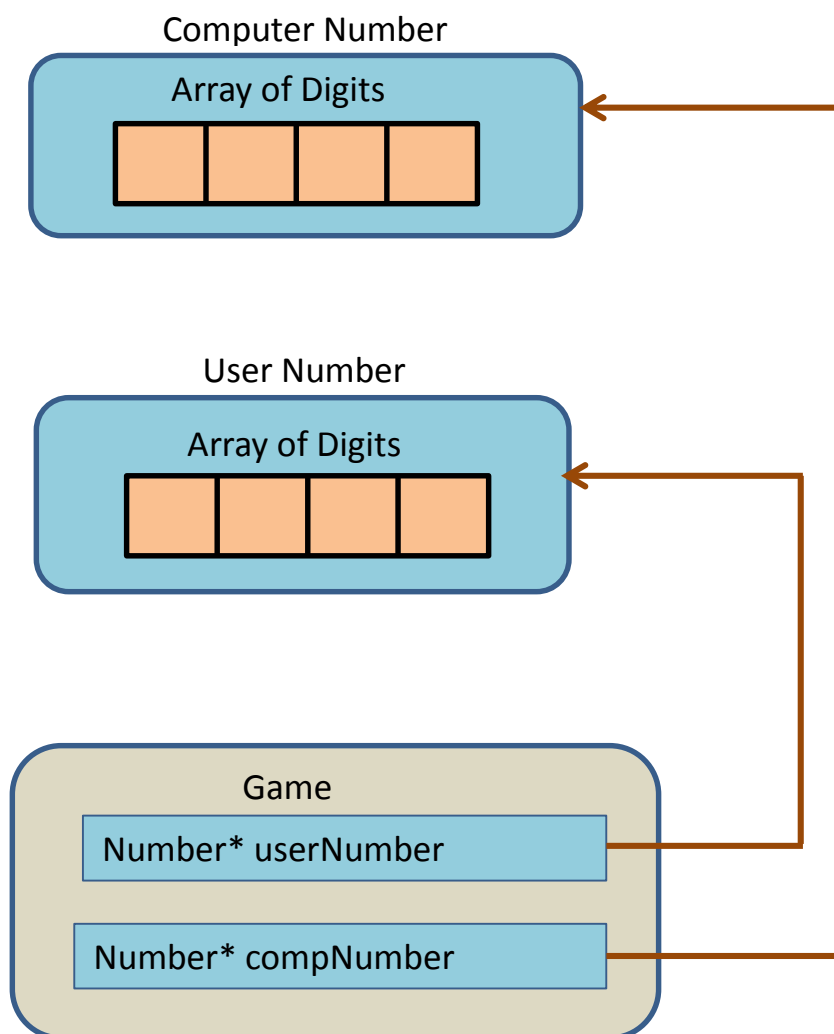 Computer Number
Array of Digits
User Number
Array of Digits
Game
Number* userNumber
Number* compNumber